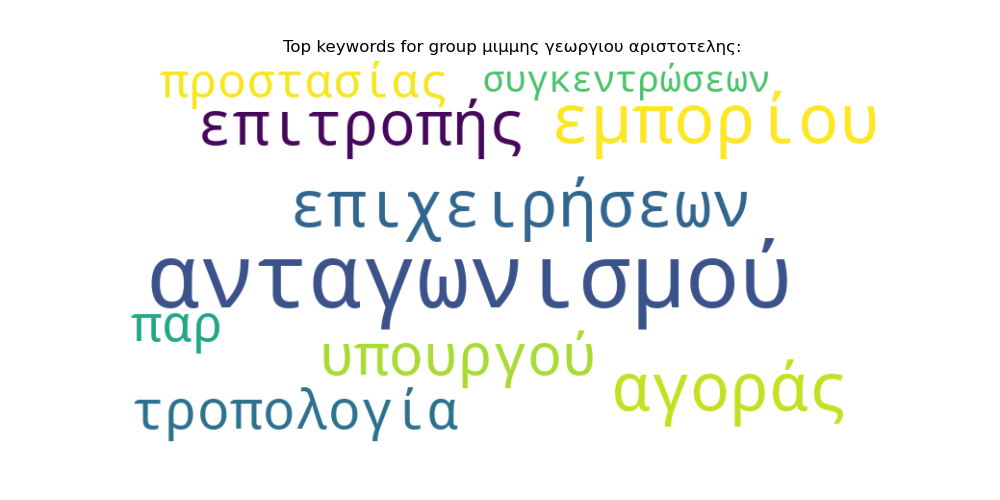 Top keywords for group μιμμης γεωργιου αριστοτελης:
προστασίας συγκεντρώσεων
επιτροπής εμπορίου
επιχειρήσεων
ανταγωνισμού
παρ
υπουργού
αγοράς
τροπολογία